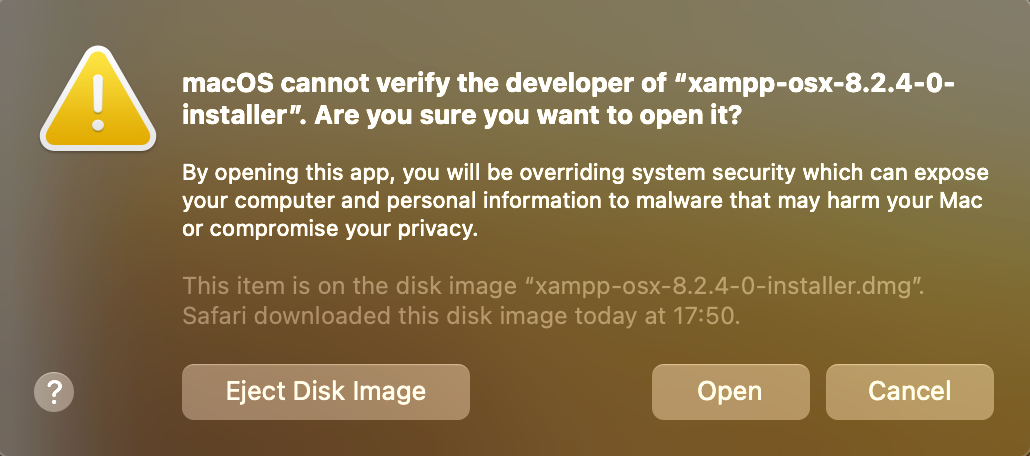 macOS cannot verify the developer of “xampp-osx-8.2.4-0-
installer”. Are you sure you want to open it?
By opening this app, you will be overriding system security which can expose
your computer and personal information to malware that may harm your Mac
or compromise your privacy.
This item is on the disk image “xampp-osx-8.2.4-0-installer.dmg”.
Safari downloaded this disk image today at 17:50.
?
Eject Disk Image
Open
Cancel